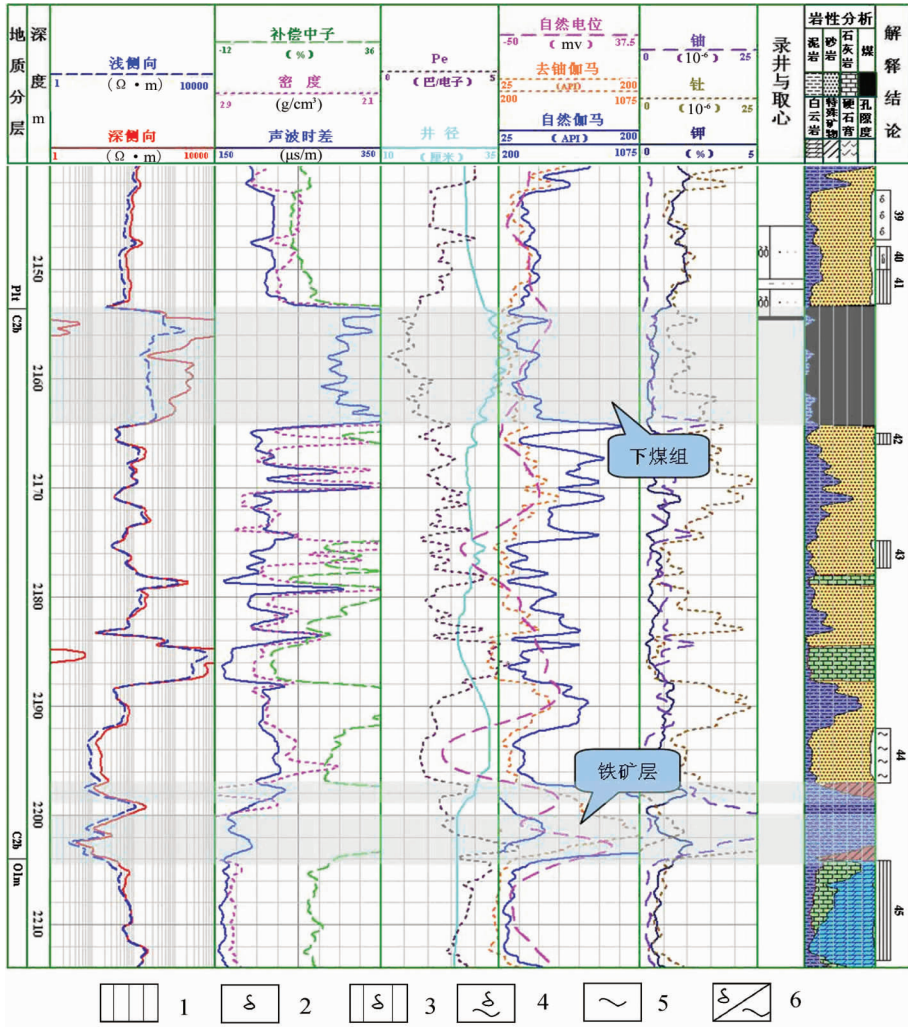 地质分层
深度 m
浅侧向
1 (Ω·m) 10000
深侧向
1 (Ω·m) 10000
补偿中子
-12 (%) 36
密度
29 (g/cm³) 21
声波时差
150 (μs/m) 350
Pe
0 (巴/电子) 5
井径
10 (厘米) 35
自然电位
-50 (mv) 37.5
去铀伽马
25 (API) 200
200 1075
自然伽马
25 (API) 200
200 1075
铀
0 (10⁻⁶) 25
钍
0 (10⁻⁶) 25
钾
0 (%) 5
录井与取心
岩性分析
泥岩 砂岩 石灰岩 煤
白云岩 特殊矿物 硬石膏 孔隙度
解释结论
P1t
C2b
C2b
O1m
2150
2160
2170
2180
2100
2200
2210
下煤组
铁矿层
39
40
41
42
43
44
45
1 2 3 4 5 6